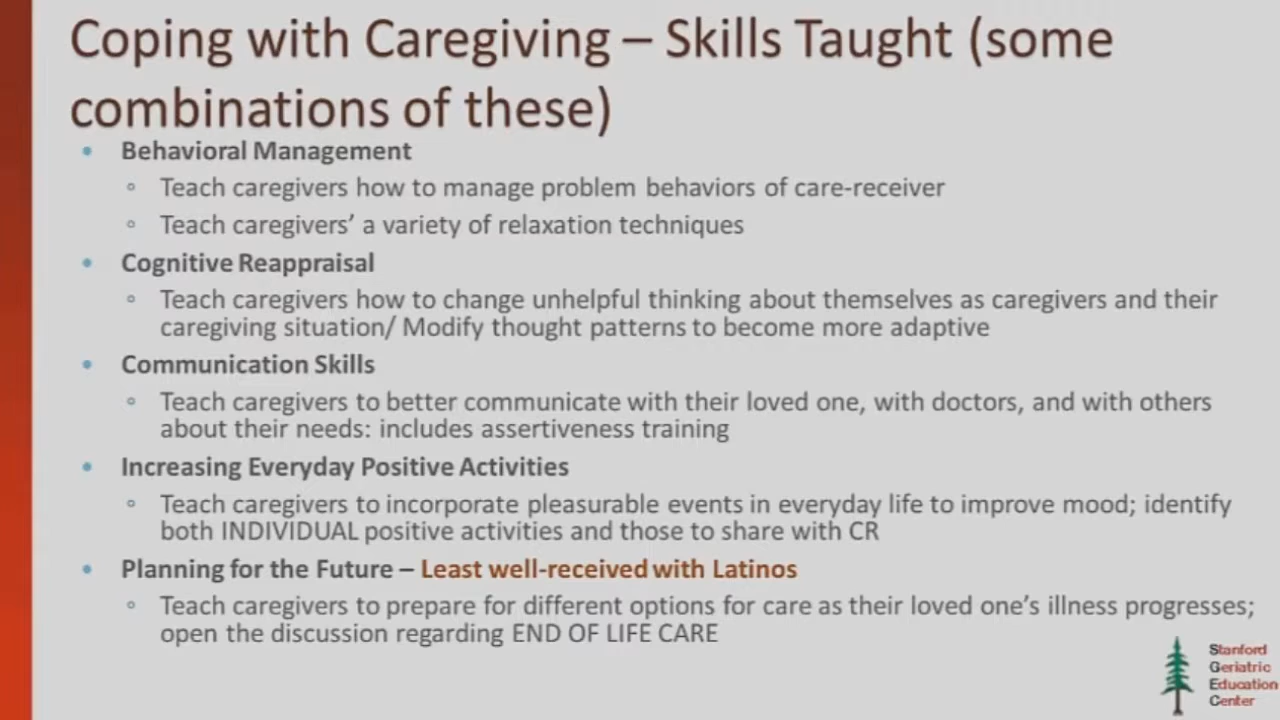 Coping with Caregiving – Skills Taught (some
combinations of these)
• Behavioral Management
◦ Teach caregivers how to manage problem behaviors of care-receiver
◦ Teach caregivers’ a variety of relaxation techniques
• Cognitive Reappraisal
◦ Teach caregivers how to change unhelpful thinking about themselves as caregivers and their
caregiving situation/ Modify thought patterns to become more adaptive
• Communication Skills
◦ Teach caregivers to better communicate with their loved one, with doctors, and with others
about their needs: includes assertiveness training
• Increasing Everyday Positive Activities
◦ Teach caregivers to incorporate pleasurable events in everyday life to improve mood; identify
both INDIVIDUAL positive activities and those to share with CR
• Planning for the Future – Least well-received with Latinos
◦ Teach caregivers to prepare for different options for care as their loved one’s illness progresses;
open the discussion regarding END OF LIFE CARE
Stanford
Geriatric
Education
Center